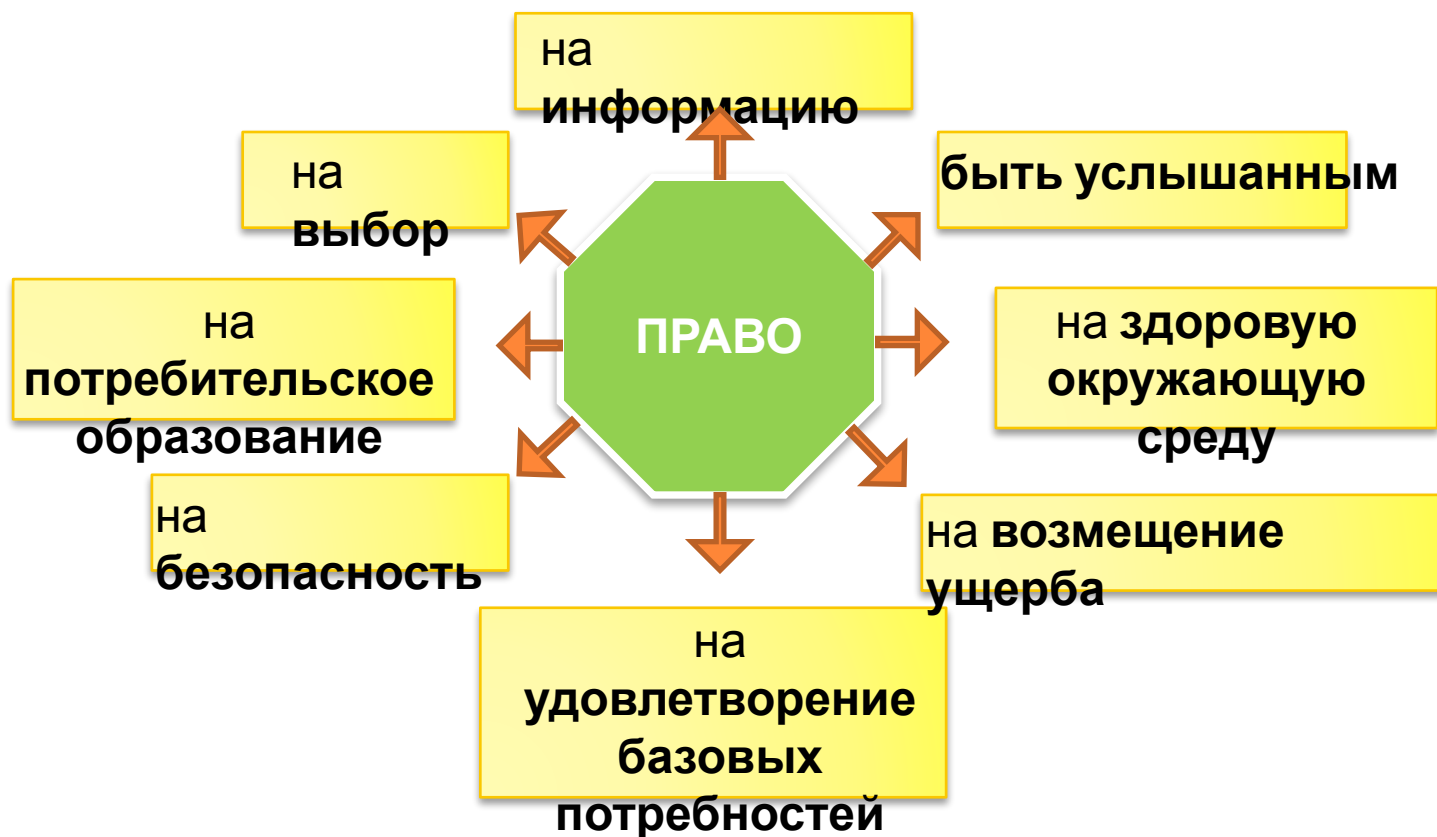 на
информацию
на
выбор
быть услышанным
на
потребительское
образование
ПРАВО
на здоровую
окружающую
среду
на
безопасность
на возмещение
ущерба
на
удовлетворение
базовых
потребностей